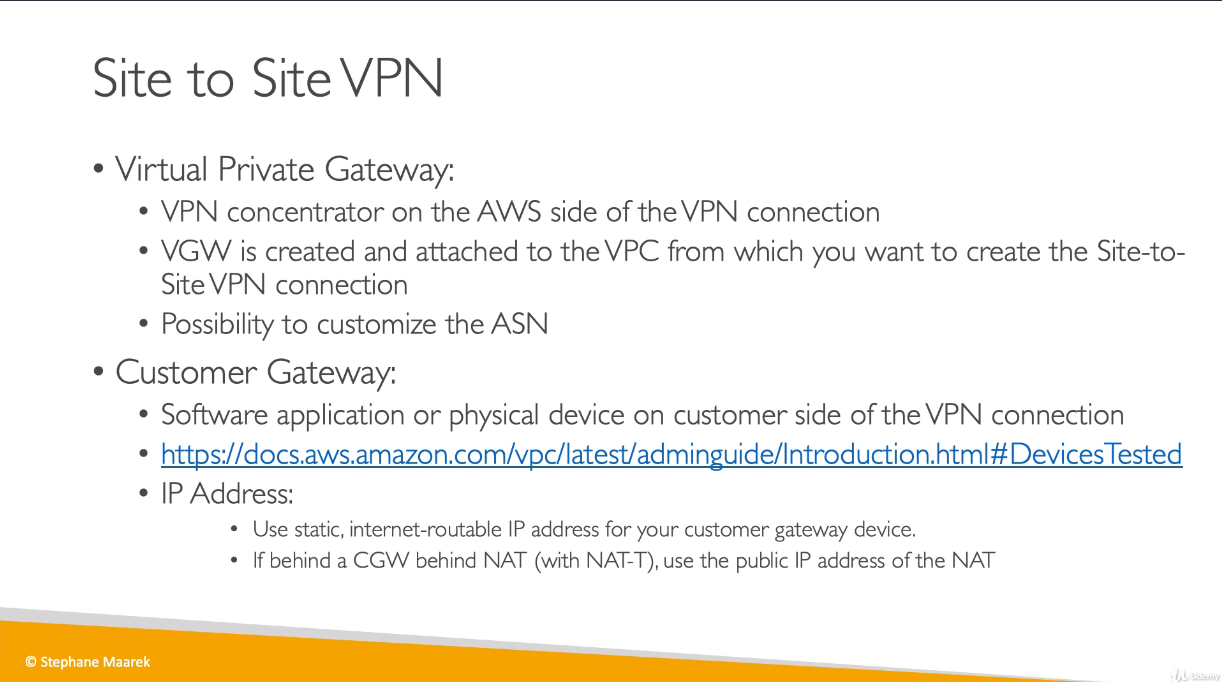 Site to Site VPN
• Virtual Private Gateway:
• VPN concentrator on the AWS side of the VPN connection
• VGW is created and attached to the VPC from which you want to create the Site-to-
Site VPN connection
• Possibility to customize the ASN
• Customer Gateway:
• Software application or physical device on customer side of the VPN connection
• https://docs.aws.amazon.com/vpc/latest/adminguide/Introduction.html#DevicesTested
• IP Address:
• Use static, internet-routable IP address for your customer gateway device.
• If behind a CGW behind NAT (with NAT-T), use the public IP address of the NAT
© Stephane Maarek
Udemy